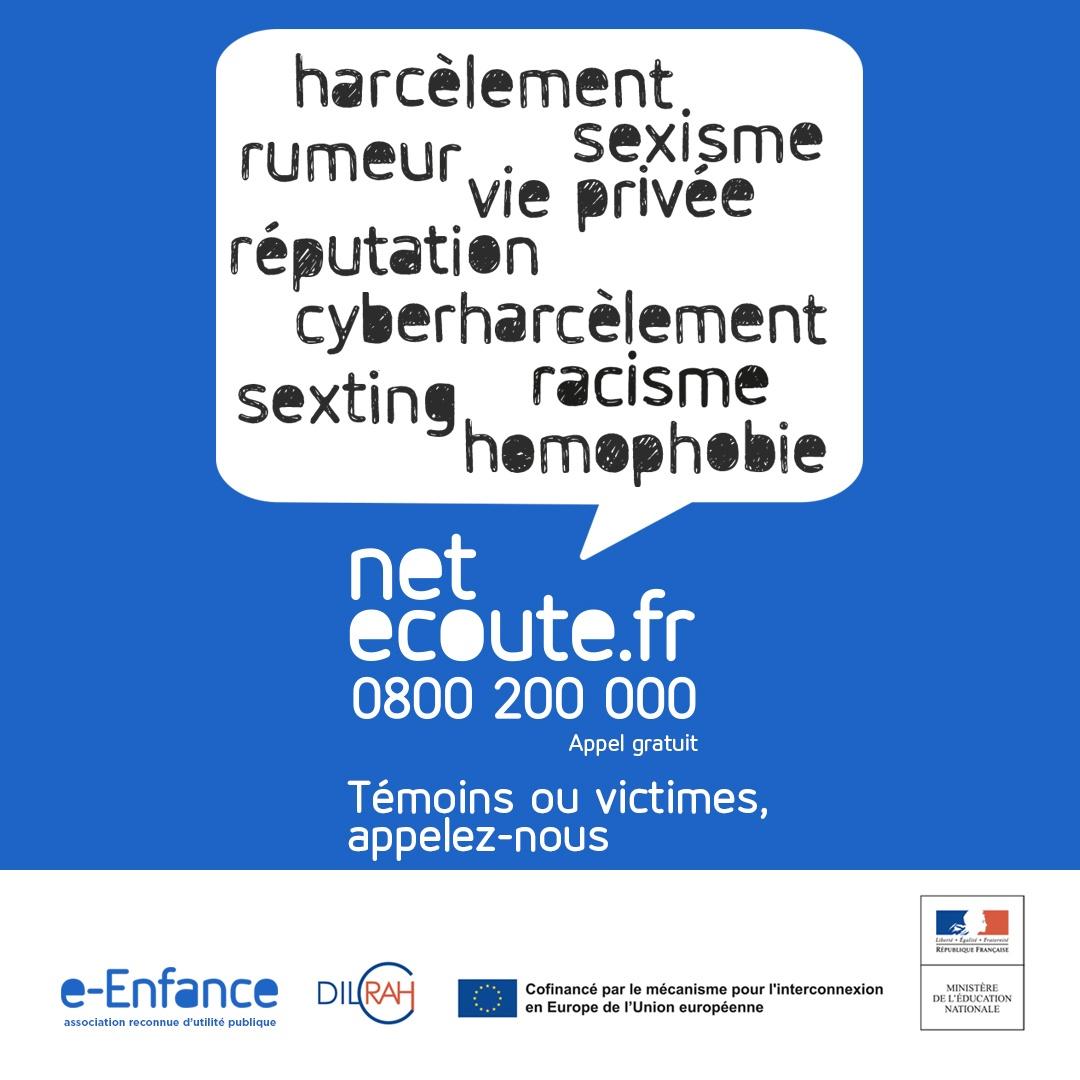 harcèlement
sexisme
rumeur
vie privée
réputation
cyberharcèlement
racisme
sexting
homophobie
net
ecoute.fr
0800 200 000
Appel gratuit
Témoins ou victimes,
appelez-nous
e-Enfance
association reconnue d'utilité publique
DILCRAH
Cofinancé par le mécanisme pour l'interconnexion
en Europe de l'Union européenne
Liberté • Égalité • Fraternité
RÉPUBLIQUE FRANÇAISE
MINISTÈRE
DE L'ÉDUCATION
NATIONALE